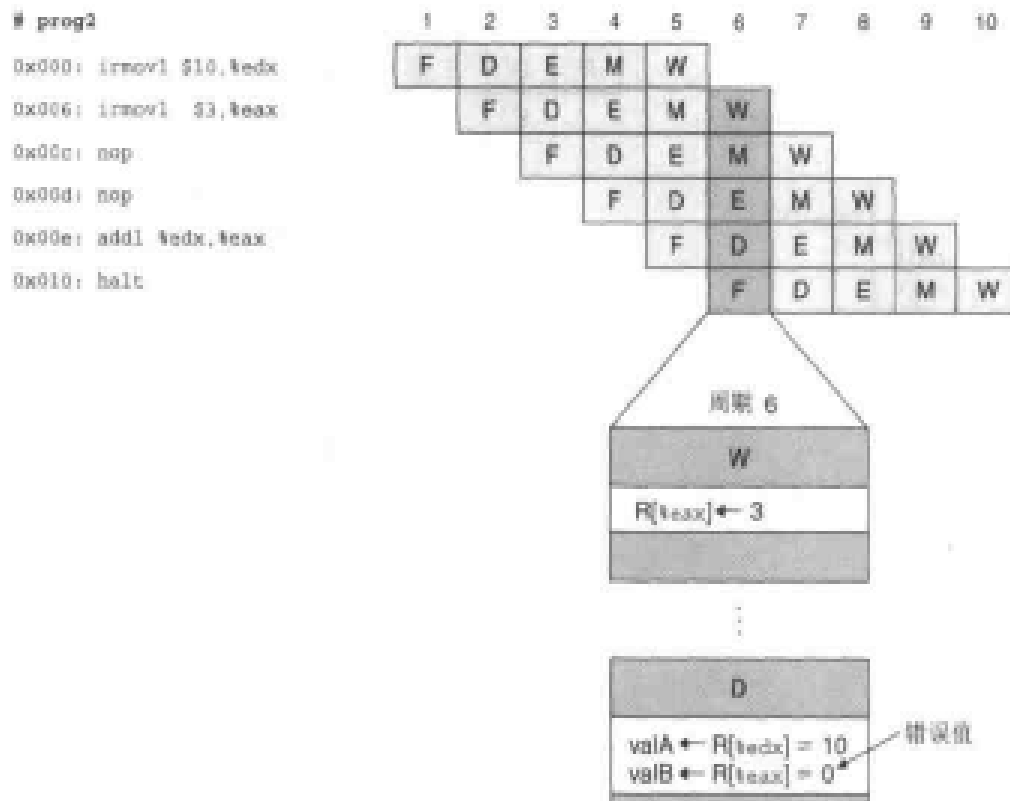 # prog2
1 2 3 4 5 6 7 8 9 10
0x000: irmovl $10,%edx
F D E M W
0x006: irmovl $3,%eax
F D E M W
0x00c: nop
F D E M W
0x00d: nop
F D E M W
0x00e: addl %edx,%eax
F D E M W
0x010: halt
F D E M W
周期 6
W
R[%eax] ← 3
⋮
D
valA ← R[%edx] = 10
valB ← R[%eax] = 0
错误值